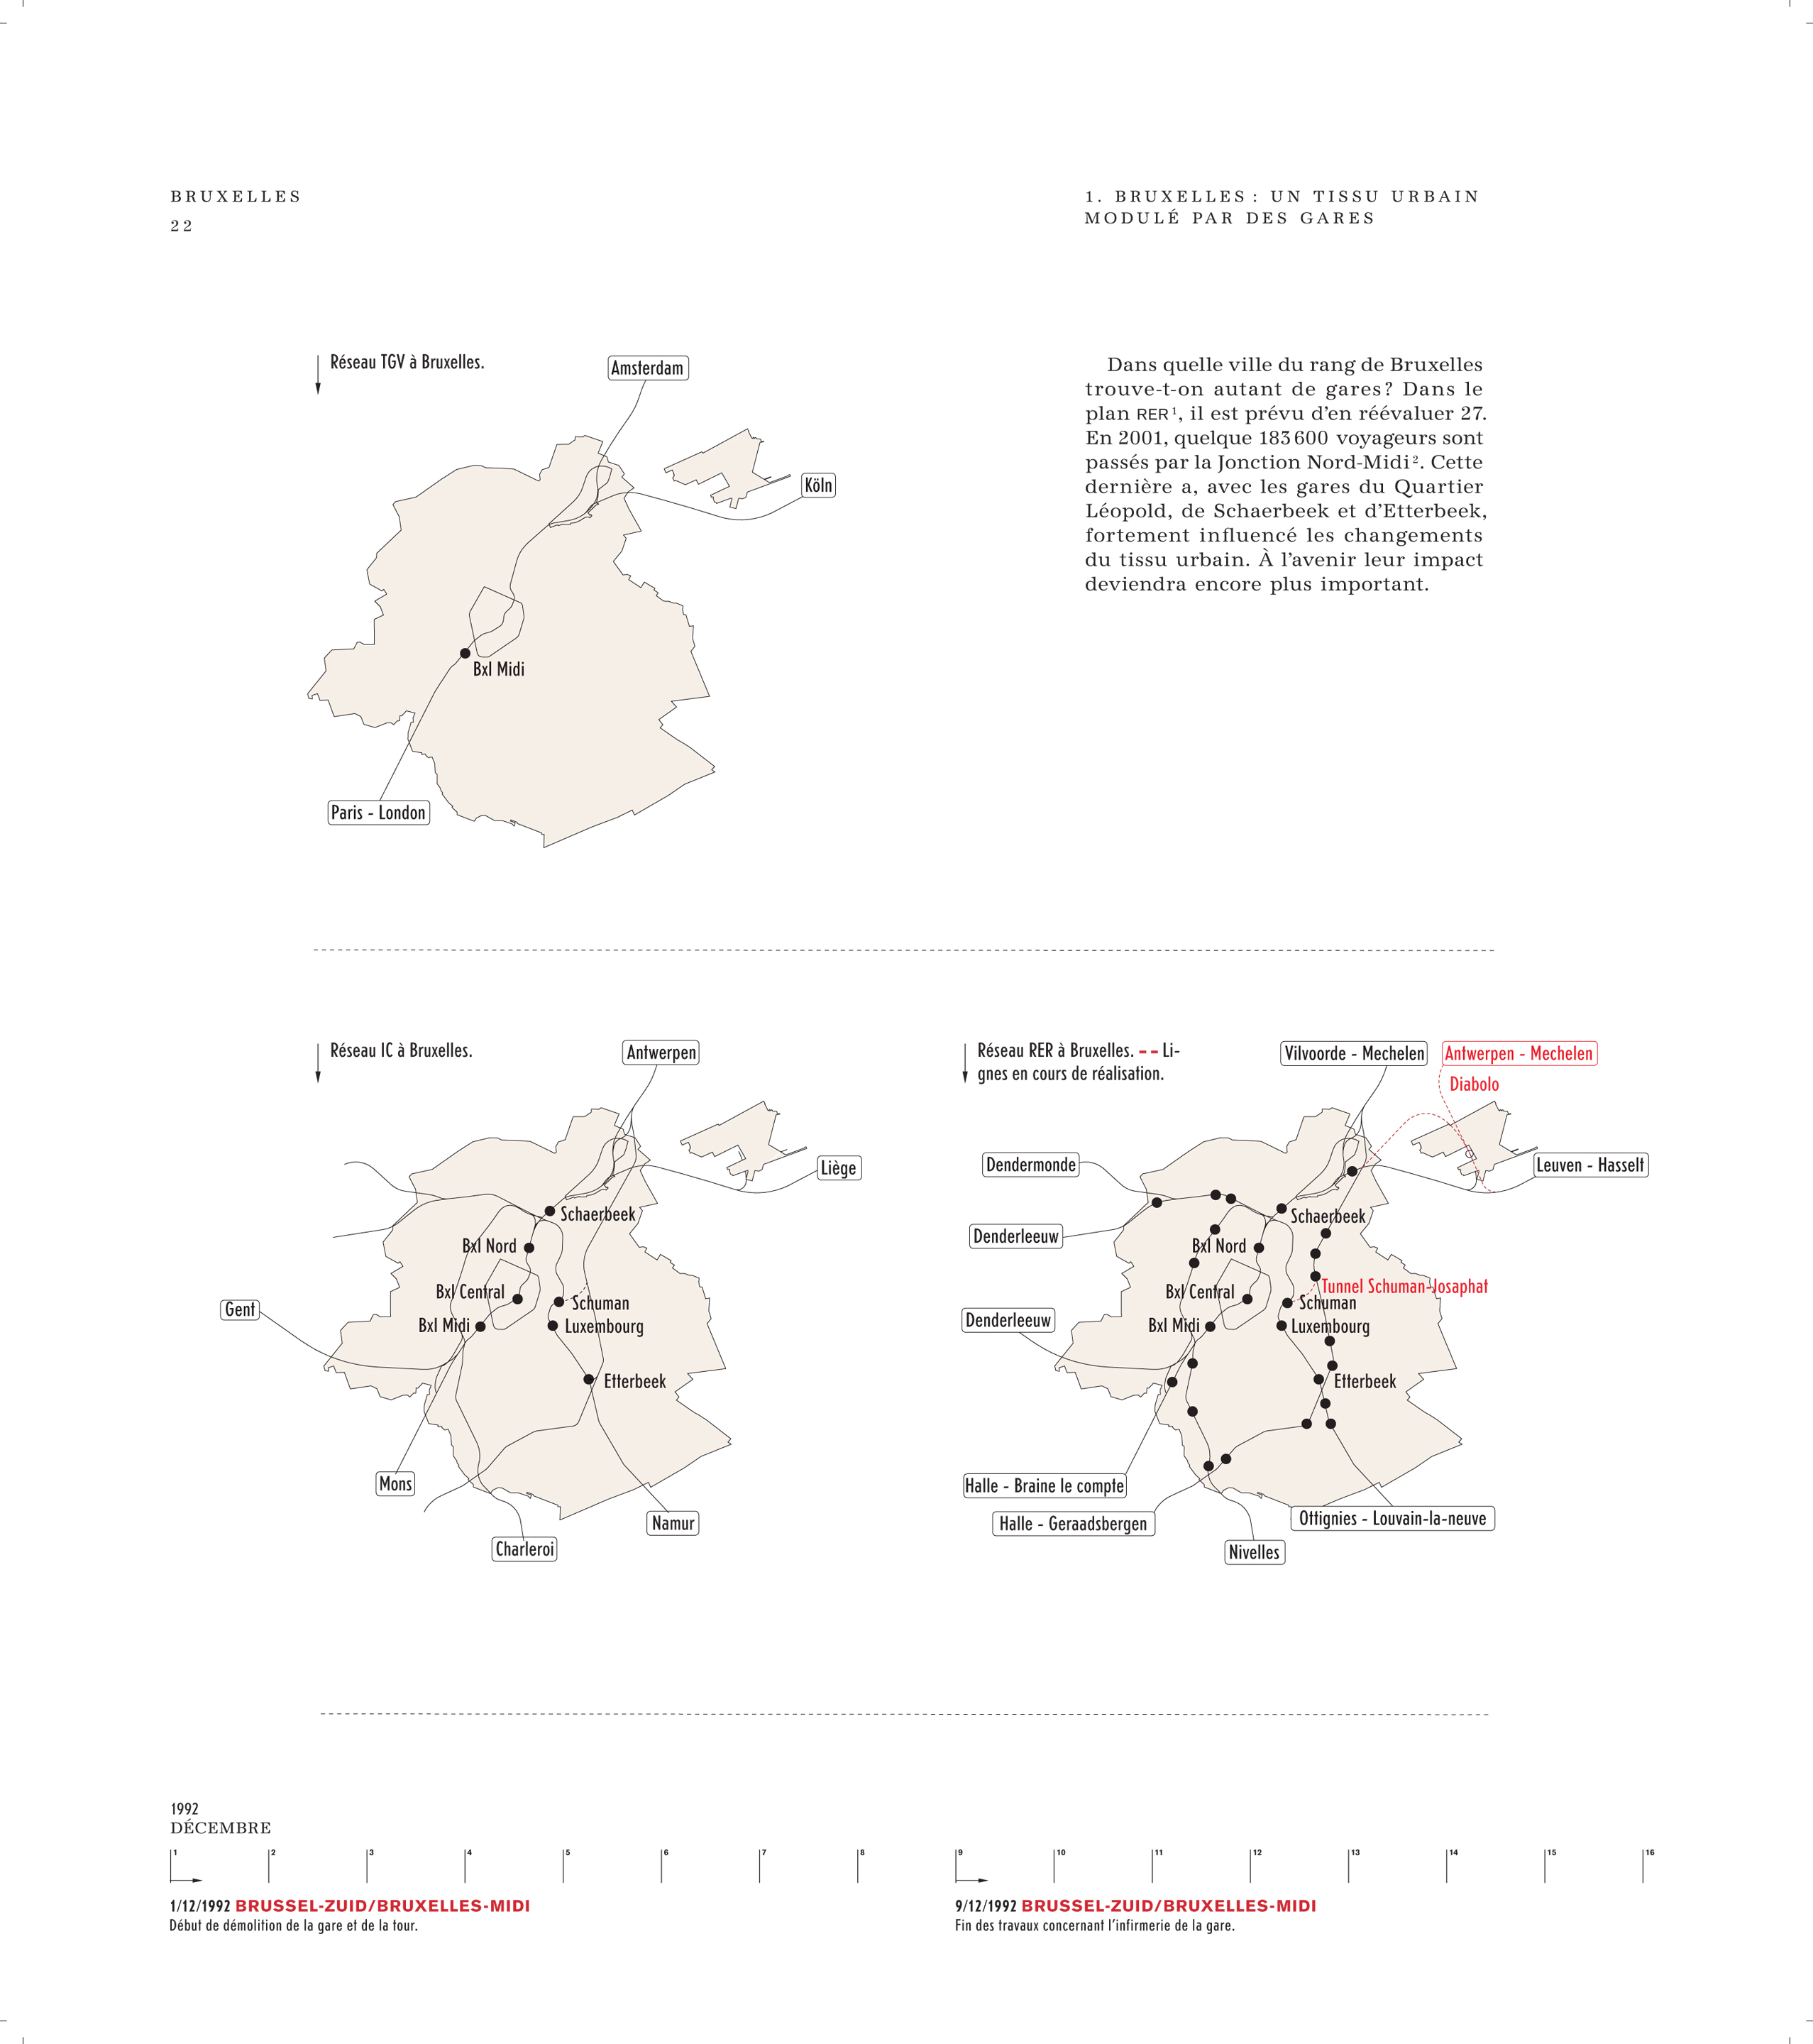 BRUXELLES
22
1. BRUXELLES : UN TISSU URBAIN
MODULÉ PAR DES GARES
Réseau TGV à Bruxelles.
Amsterdam
Köln
Bxl Midi
Paris - London
Dans quelle ville du rang de Bruxelles
trouve-t-on autant de gares ? Dans le
plan RER¹, il est prévu d’en réévaluer 27.
En 2001, quelque 183 600 voyageurs sont
passés par la Jonction Nord-Midi². Cette
dernière a, avec les gares du Quartier
Léopold, de Schaerbeek et d’Etterbeek,
fortement influencé les changements
du tissu urbain. À l’avenir leur impact
deviendra encore plus important.
Réseau IC à Bruxelles.
Antwerpen
Liège
Schaerbeek
Bxl Nord
Bxl Central
Schuman
Gent
Bxl Midi
Luxembourg
Etterbeek
Mons
Namur
Charleroi
Réseau RER à Bruxelles. -- Li-
gnes en cours de réalisation.
Vilvoorde - Mechelen
Antwerpen - Mechelen
Diabolo
Dendermonde
Leuven - Hasselt
Schaerbeek
Denderleeuw
Bxl Nord
Tunnel Schuman-Josaphat
Bxl Central
Schuman
Denderleeuw
Bxl Midi
Luxembourg
Etterbeek
Halle - Braine le compte
Halle - Geraadsbergen
Ottignies - Louvain-la-neuve
Nivelles
1992
DÉCEMBRE
1 2 3 4 5 6 7 8 9 10 11 12 13 14 15 16
1/12/1992 BRUSSEL-ZUID/BRUXELLES-MIDI
Début de démolition de la gare et de la tour.
9/12/1992 BRUSSEL-ZUID/BRUXELLES-MIDI
Fin des travaux concernant l’infirmerie de la gare.